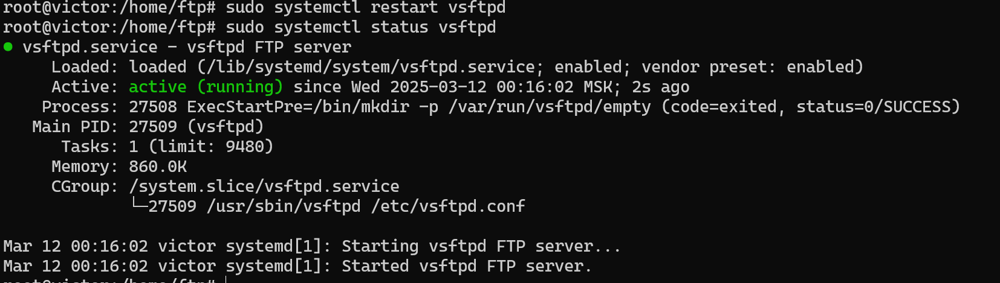 root@victor:/home/ftp# sudo systemctl restart vsftpd
root@victor:/home/ftp# sudo systemctl status vsftpd
● vsftpd.service - vsftpd FTP server
     Loaded: loaded (/lib/systemd/system/vsftpd.service; enabled; vendor preset: enabled)
     Active: active (running) since Wed 2025-03-12 00:16:02 MSK; 2s ago
    Process: 27508 ExecStartPre=/bin/mkdir -p /var/run/vsftpd/empty (code=exited, status=0/SUCCESS)
   Main PID: 27509 (vsftpd)
      Tasks: 1 (limit: 9480)
     Memory: 860.0K
     CGroup: /system.slice/vsftpd.service
             └─27509 /usr/sbin/vsftpd /etc/vsftpd.conf
Mar 12 00:16:02 victor systemd[1]: Starting vsftpd FTP server...
Mar 12 00:16:02 victor systemd[1]: Started vsftpd FTP server.
root@victor:/home/ftp#